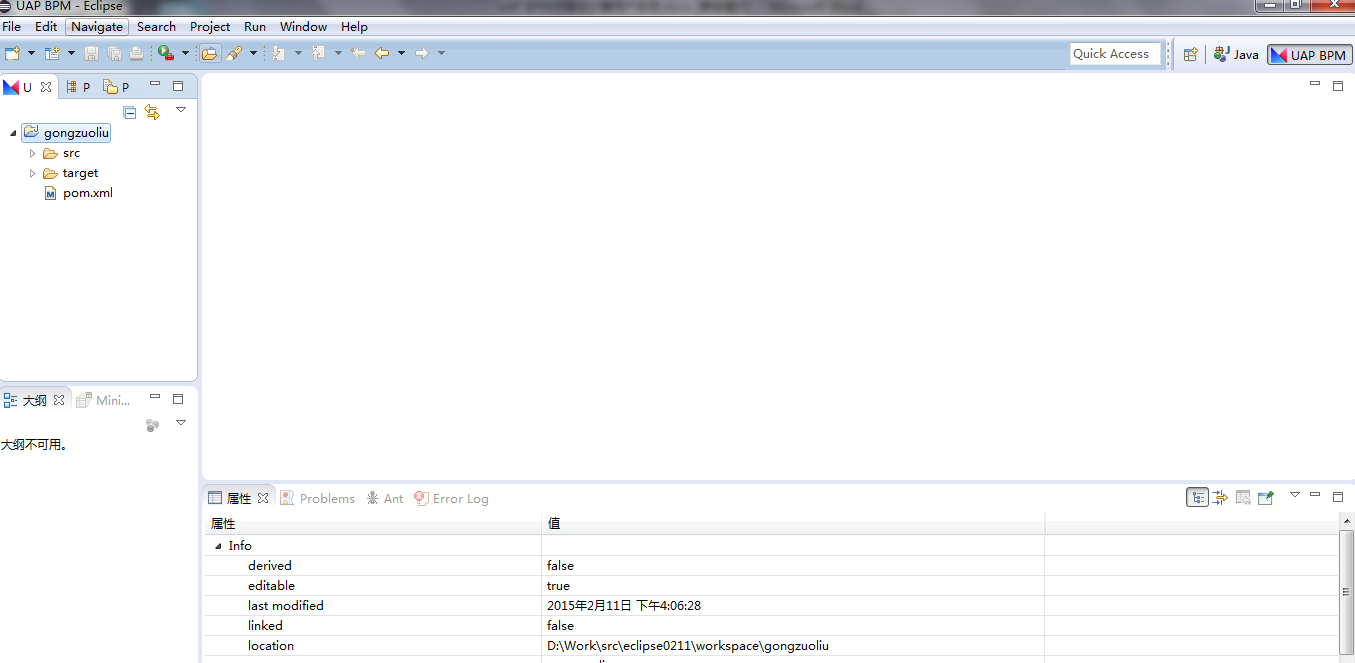 UAP BPM - Eclipse
File Edit Navigate Search Project Run Window Help
Quick Access Java UAP BPM
U P P
gongzuoliu
src
target
pom.xml
大纲 Mini...
大纲不可用。
属性 Problems Ant Error Log
属性 值
Info
derived false
editable true
last modified 2015年2月11日 下午4:06:28
linked false
location D:\Work\src\eclipse0211\workspace\gongzuoliu